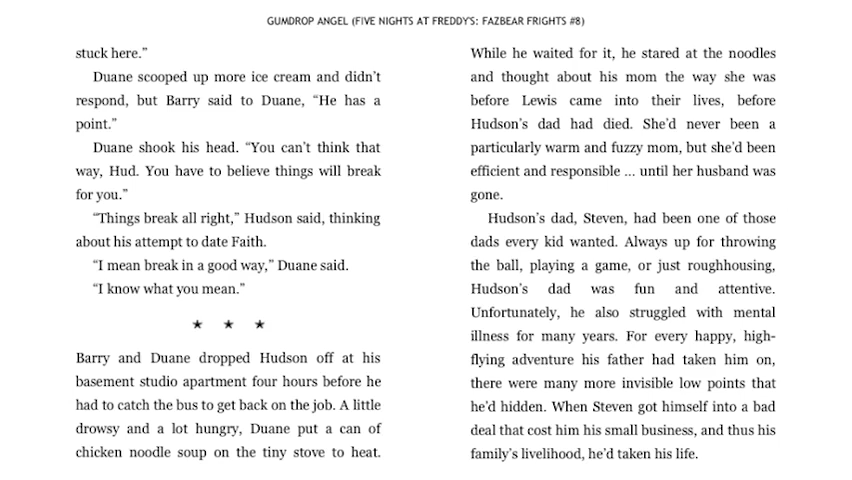 GUMDROP ANGEL (FIVE NIGHTS AT FREDDY'S: FAZBEAR FRIGHTS #8)
stuck here.”
Duane scooped up more ice cream and didn’t
respond, but Barry said to Duane, “He has a
point.”
Duane shook his head. “You can’t think that
way, Hud. You have to believe things will break
for you.”
“Things break all right,” Hudson said, thinking
about his attempt to date Faith.
“I mean break in a good way,” Duane said.
“I know what you mean.”
★ ★ ★
Barry and Duane dropped Hudson off at his
basement studio apartment four hours before he
had to catch the bus to get back on the job. A little
drowsy and a lot hungry, Duane put a can of
chicken noodle soup on the tiny stove to heat.
While he waited for it, he stared at the noodles
and thought about his mom the way she was
before Lewis came into their lives, before
Hudson’s dad had died. She’d never been a
particularly warm and fuzzy mom, but she’d been
efficient and responsible ... until her husband was
gone.
Hudson’s dad, Steven, had been one of those
dads every kid wanted. Always up for throwing
the ball, playing a game, or just roughhousing,
Hudson’s dad was fun and attentive.
Unfortunately, he also struggled with mental
illness for many years. For every happy, high-
flying adventure his father had taken him on,
there were many more invisible low points that
he’d hidden. When Steven got himself into a bad
deal that cost him his small business, and thus his
family’s livelihood, he’d taken his life.